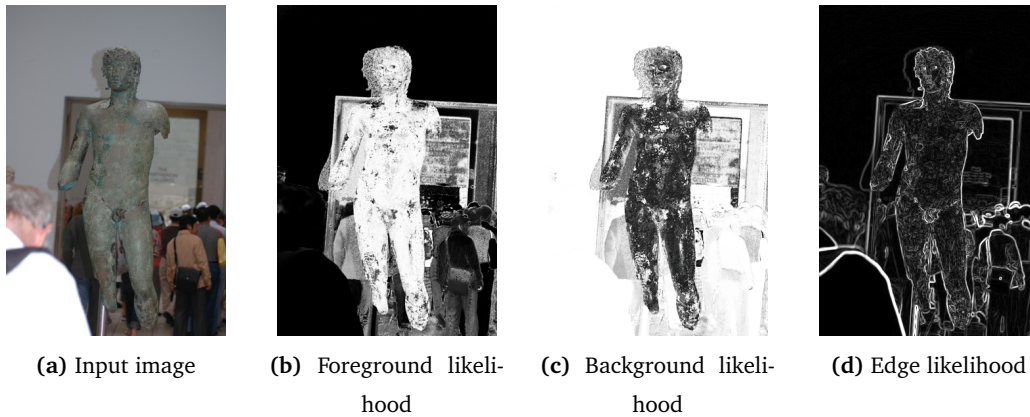 (a) Input image
(b) Foreground likeli-
hood
(c) Background likeli-
hood
(d) Edge likelihood